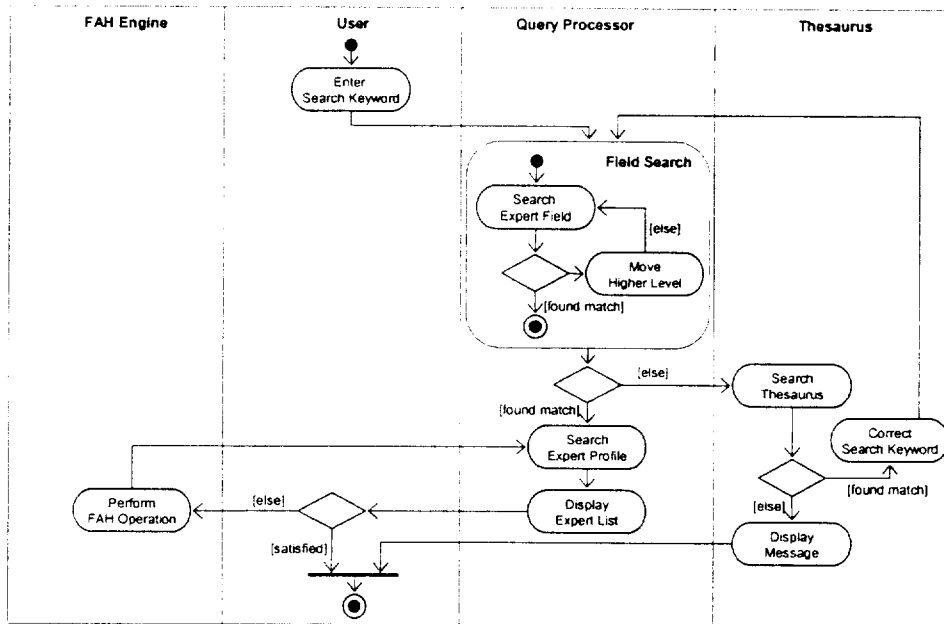 FAH Engine
User
Query Processor
Thesaurus
Enter
Search Keyword
Field Search
Search
Expert Field
[else]
Move
Higher Level
[found match]
[else]
Search
Thesaurus
[found match]
Search
Expert Profile
Correct
Search Keyword
Perform
FAH Operation
[else]
Display
Expert List
[found match]
[else]
[satisfied]
Display
Message